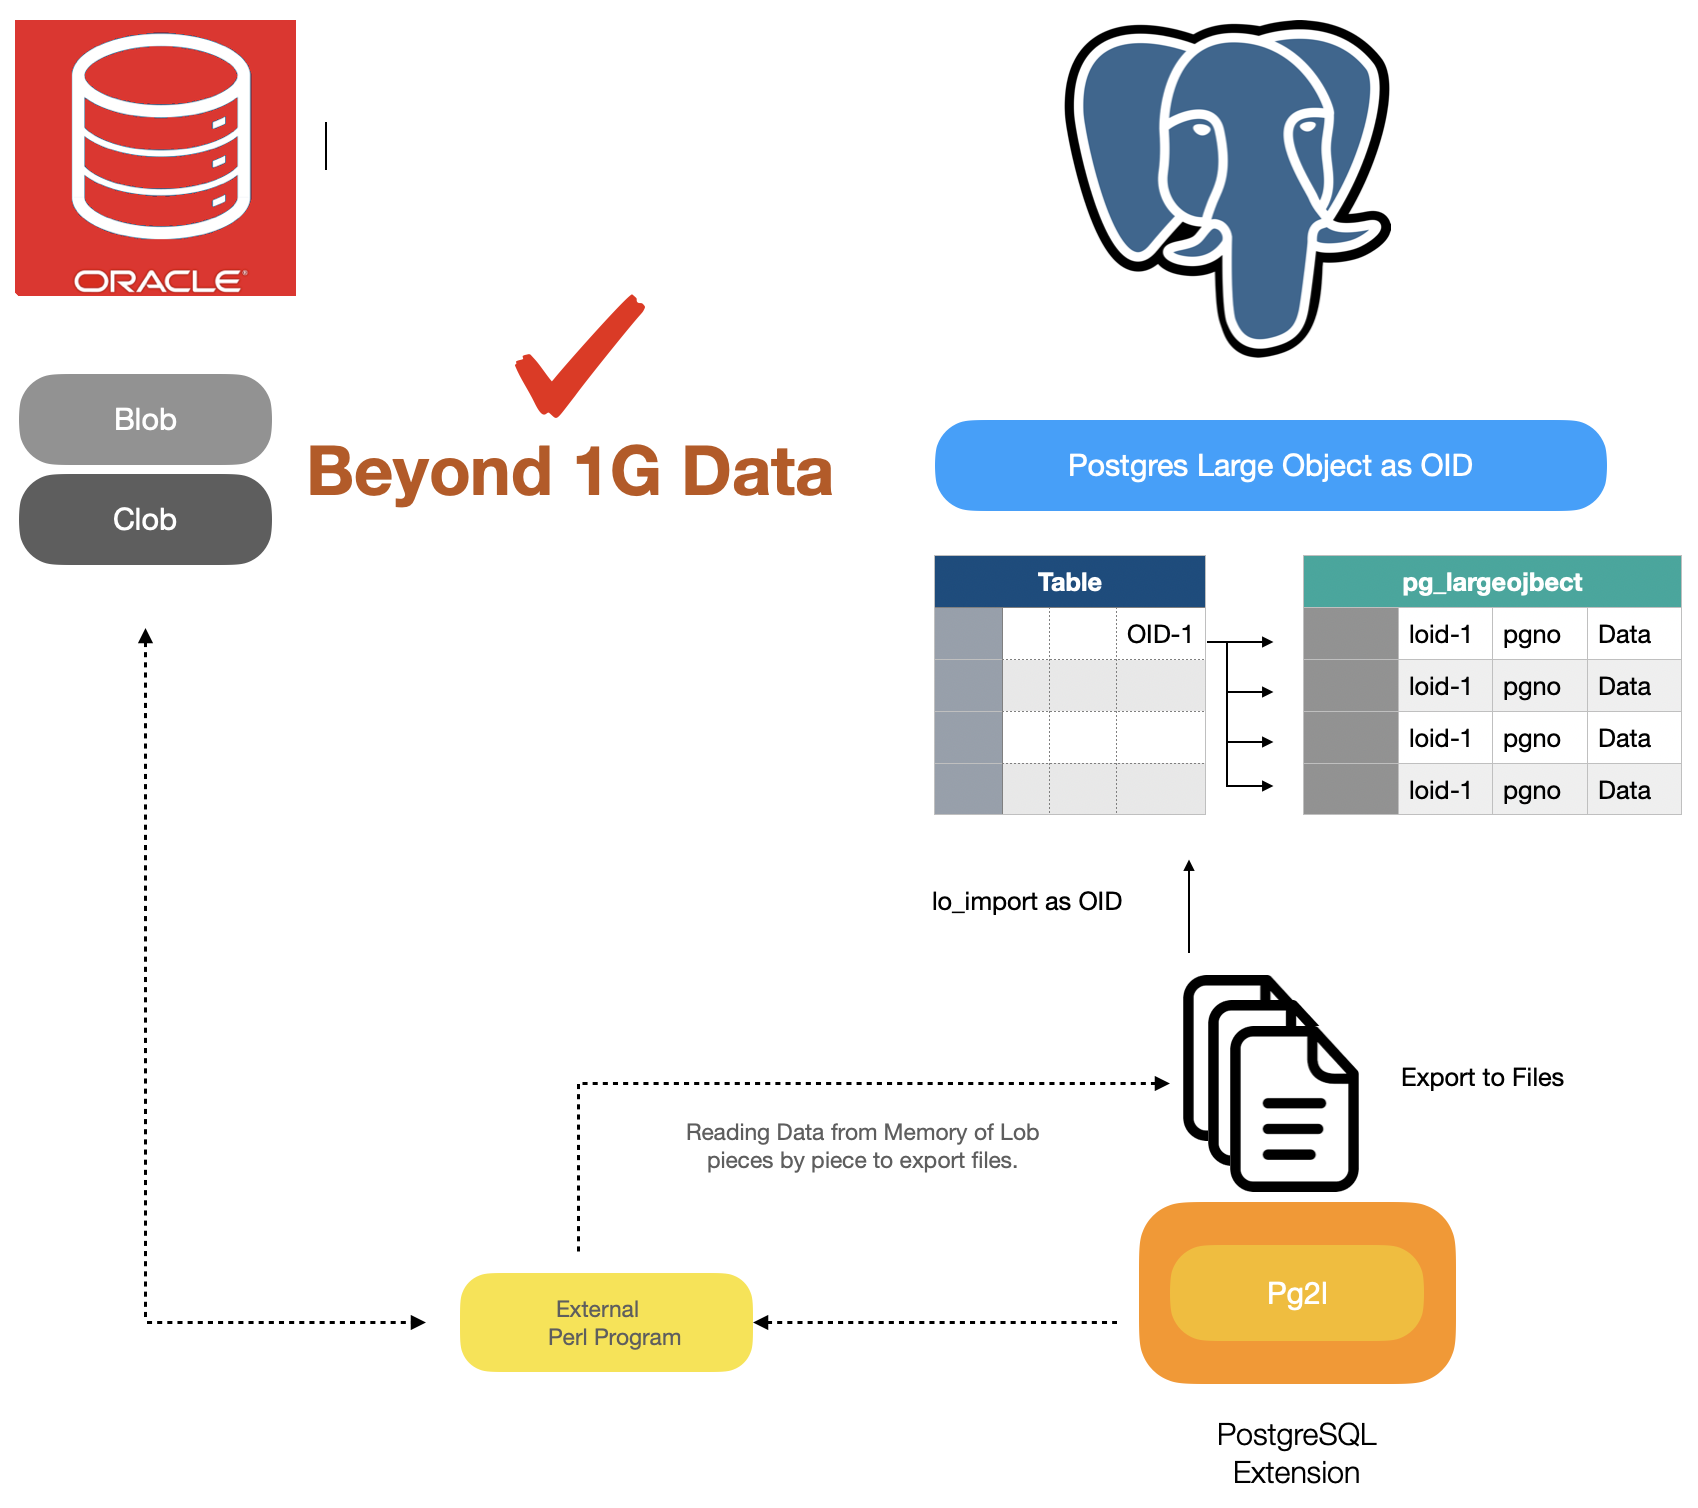 ORACLE
Blob
Clob
Beyond 1G Data
Postgres Large Object as OID
Table
OID-1
pg_largeojbect
loid-1 pgno Data
loid-1 pgno Data
loid-1 pgno Data
loid-1 pgno Data
lo_import as OID
Export to Files
Reading Data from Memory of Lob
pieces by piece to export files.
External
Perl Program
Pg2l
PostgreSQL
Extension